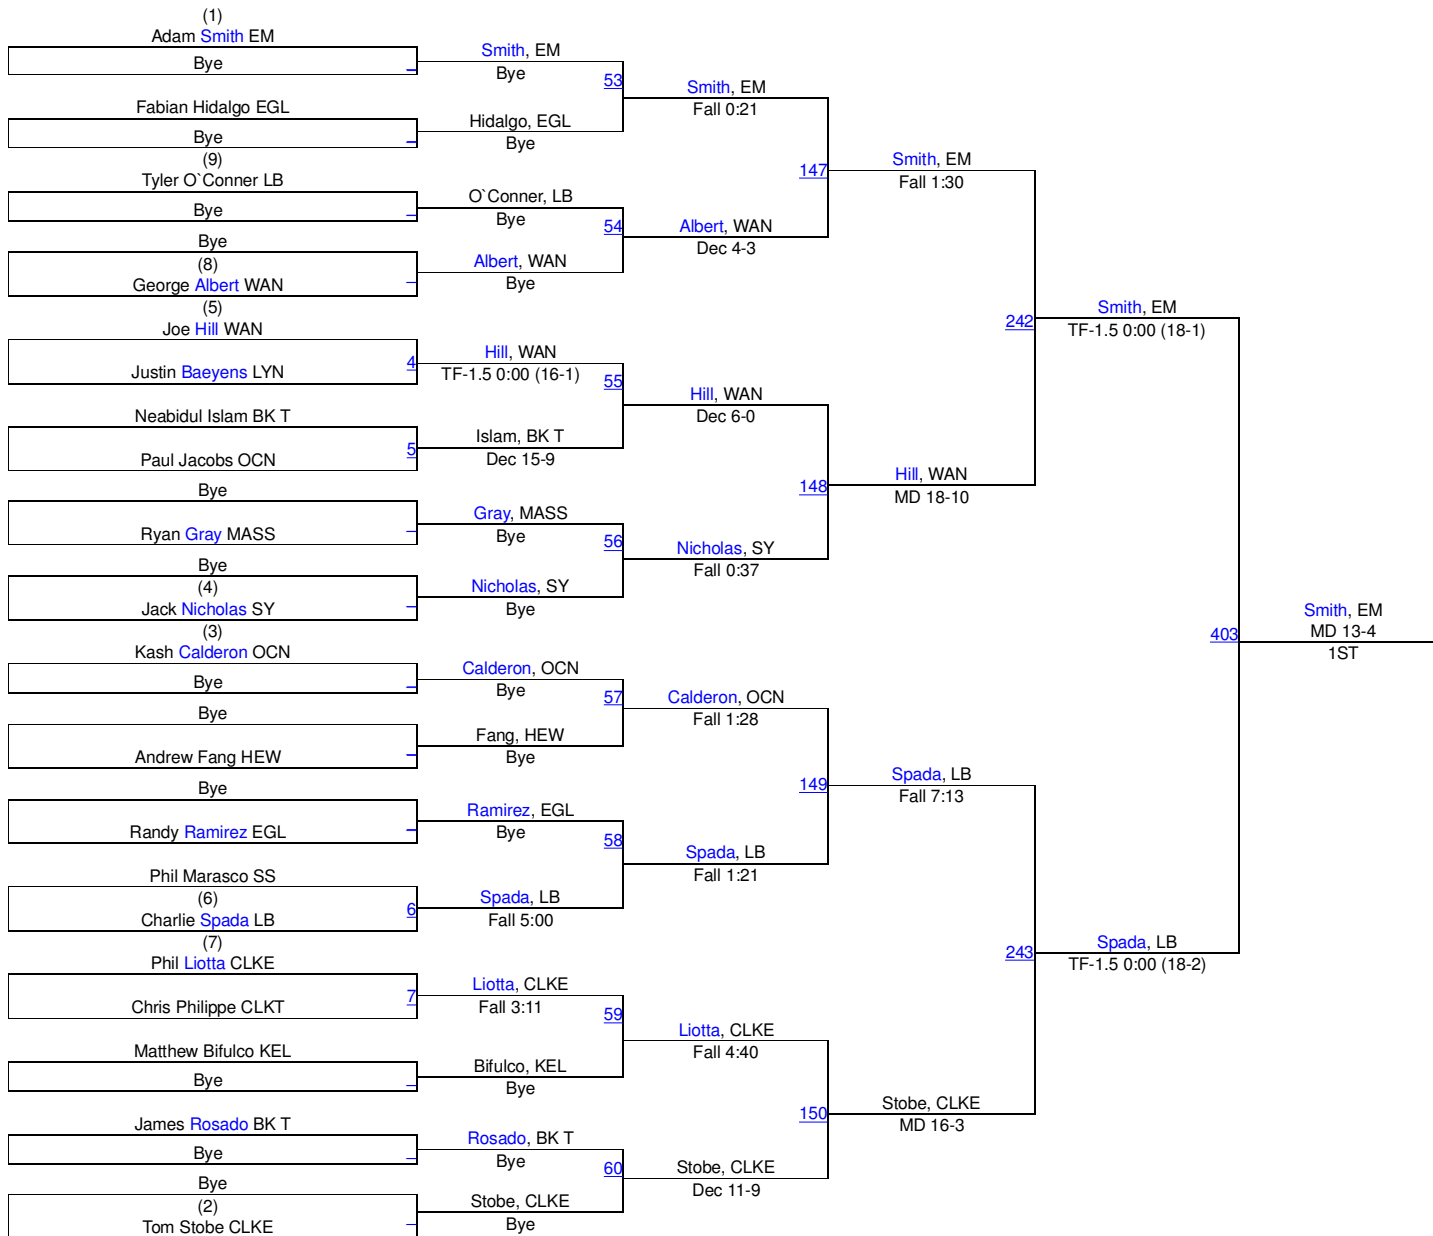 (1)
Adam Smith EM
Bye
Fabian Hidalgo EGL
Bye
(9)
Tyler O`Conner LB
Bye
Bye
(8)
George Albert WAN
(5)
Joe Hill WAN
Justin Baeyens LYN
4
Neabidul Islam BK T
Paul Jacobs OCN
5
Bye
Ryan Gray MASS
Bye
(4)
Jack Nicholas SY
(3)
Kash Calderon OCN
Bye
Bye
Andrew Fang HEW
Bye
Randy Ramirez EGL
Phil Marasco SS
(6)
Charlie Spada LB
6
(7)
Phil Liotta CLKE
Chris Philippe CLKT
7
Matthew Bifulco KEL
Bye
James Rosado BK T
Bye
Bye
(2)
Tom Stobe CLKE
Smith, EM
Bye
53
Hidalgo, EGL
Bye
O`Conner, LB
Bye
54
Albert, WAN
Bye
Hill, WAN
TF-1.5 0:00 (16-1)
55
Islam, BK T
Dec 15-9
Gray, MASS
Bye
56
Nicholas, SY
Bye
Calderon, OCN
Bye
57
Fang, HEW
Bye
Ramirez, EGL
Bye
58
Spada, LB
Fall 5:00
Liotta, CLKE
Fall 3:11
59
Bifulco, KEL
Bye
Rosado, BK T
Bye
60
Stobe, CLKE
Bye
Smith, EM
Fall 0:21
147
Albert, WAN
Dec 4-3
Hill, WAN
Dec 6-0
148
Nicholas, SY
Fall 0:37
Calderon, OCN
Fall 1:28
149
Spada, LB
Fall 1:21
Liotta, CLKE
Fall 4:40
150
Stobe, CLKE
Dec 11-9
Smith, EM
Fall 1:30
242
Hill, WAN
MD 18-10
Spada, LB
Fall 7:13
243
Stobe, CLKE
MD 16-3
Smith, EM
TF-1.5 0:00 (18-1)
403
Spada, LB
TF-1.5 0:00 (18-2)
Smith, EM
MD 13-4
1ST